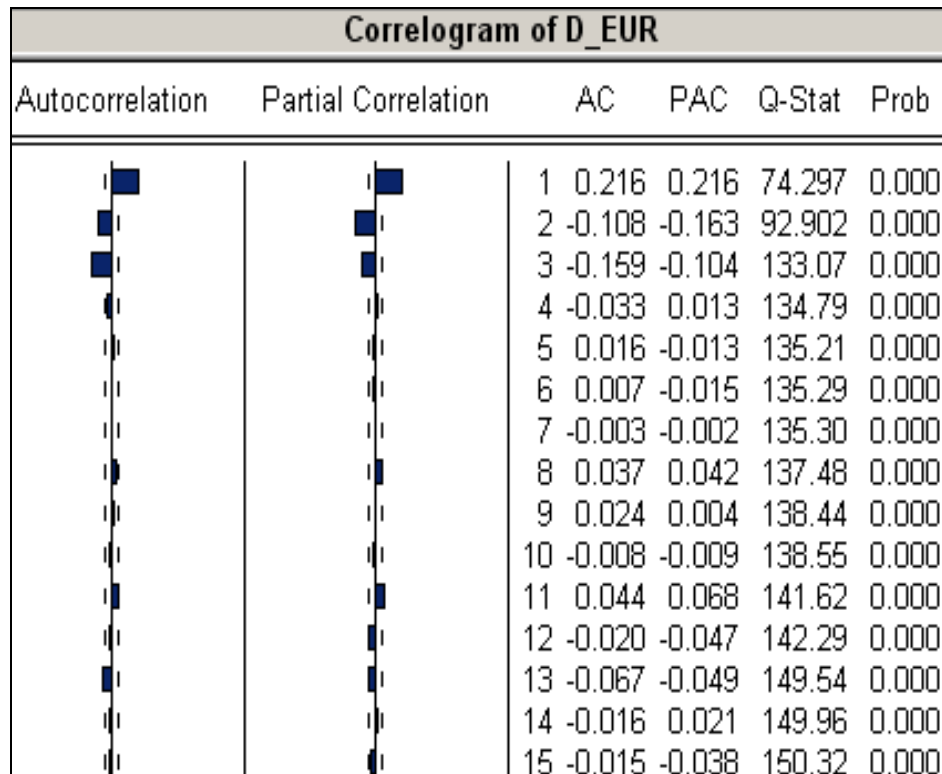 Correlogram of D_EUR
Autocorrelation Partial Correlation AC PAC Q-Stat Prob
1 0.216 0.216 74.297 0.000
2 -0.108 -0.163 92.902 0.000
3 -0.159 -0.104 133.07 0.000
4 -0.033 0.013 134.79 0.000
5 0.016 -0.013 135.21 0.000
6 0.007 -0.015 135.29 0.000
7 -0.003 -0.002 135.30 0.000
8 0.037 0.042 137.48 0.000
9 0.024 0.004 138.44 0.000
10 -0.008 -0.009 138.55 0.000
11 0.044 0.068 141.62 0.000
12 -0.020 -0.047 142.29 0.000
13 -0.067 -0.049 149.54 0.000
14 -0.016 0.021 149.96 0.000
15 -0.015 -0.038 150.32 0.000